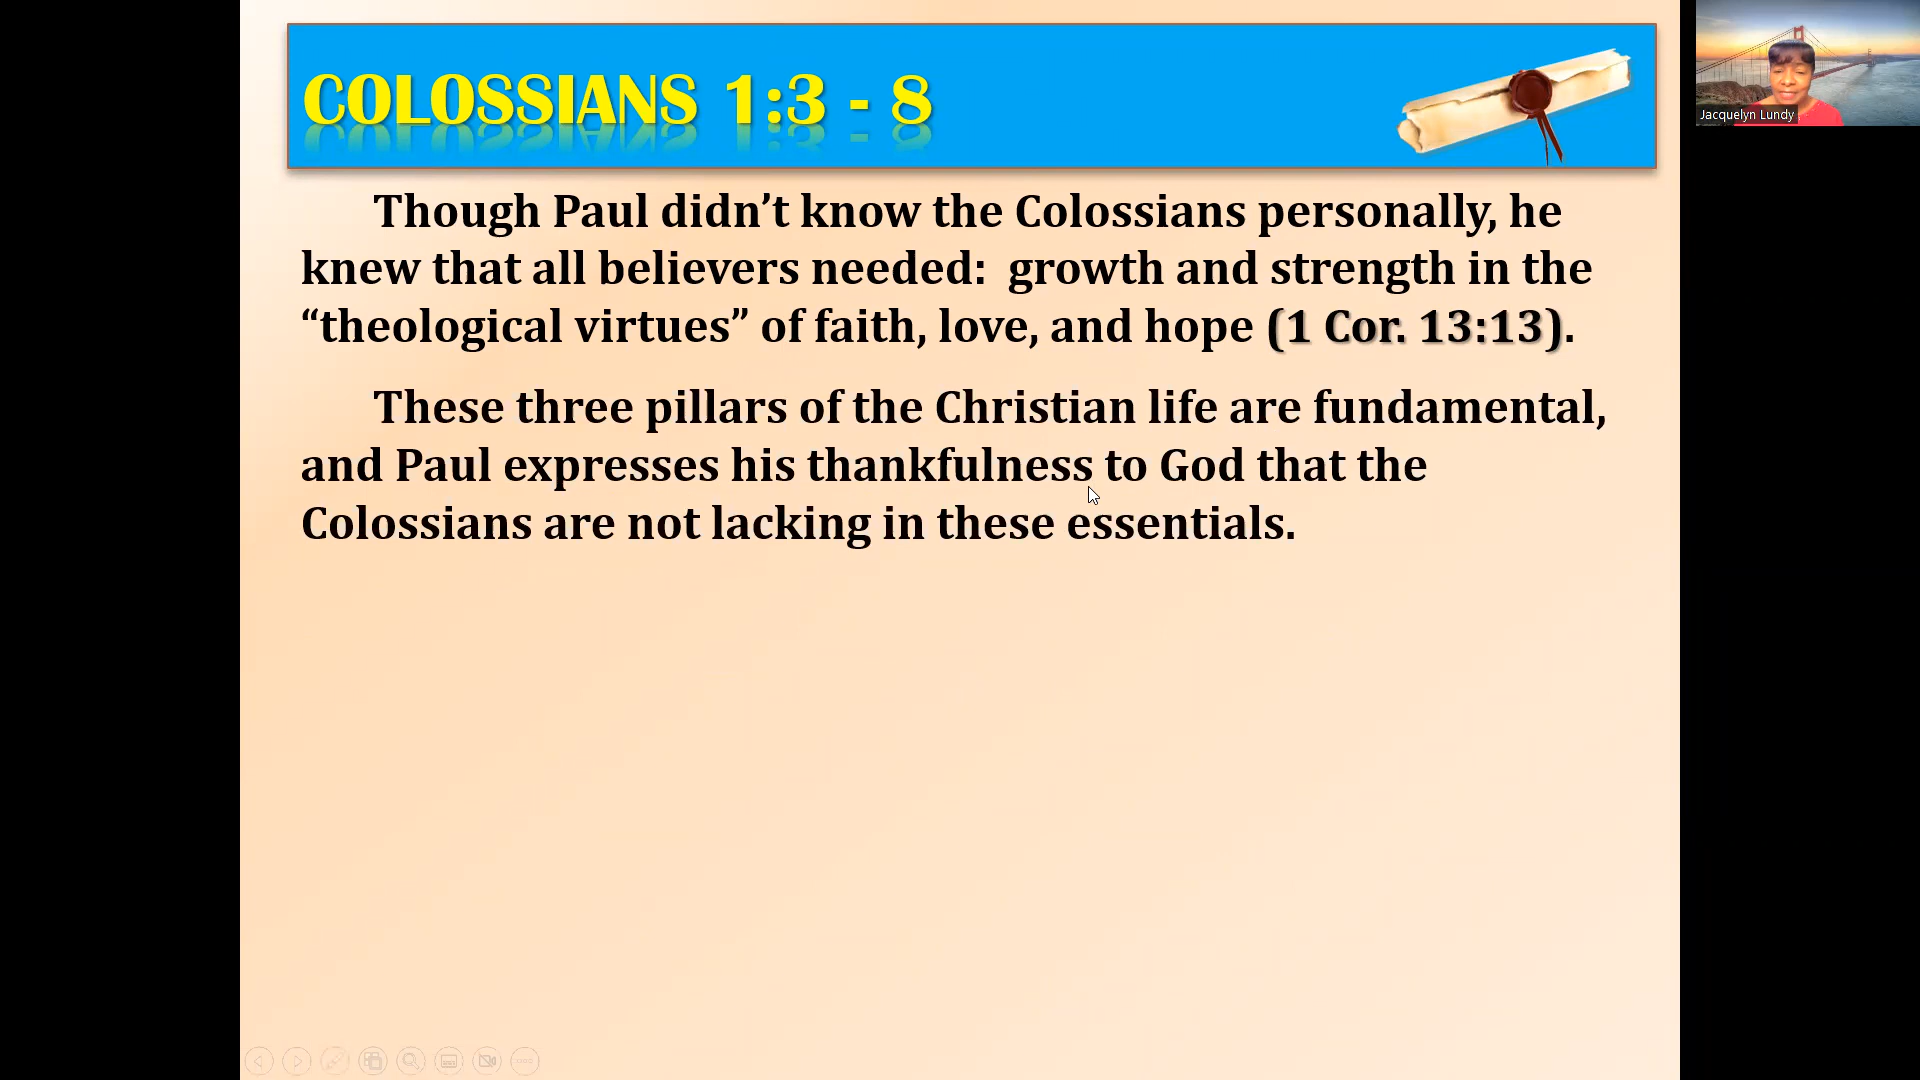 COLOSSIANS 1:3 - 8
Jacquelyn Lundy
Though Paul didn’t know the Colossians personally, he
knew that all believers needed:  growth and strength in the
“theological virtues” of faith, love, and hope (1 Cor. 13:13).
These three pillars of the Christian life are fundamental,
and Paul expresses his thankfulness to God that the
Colossians are not lacking in these essentials.